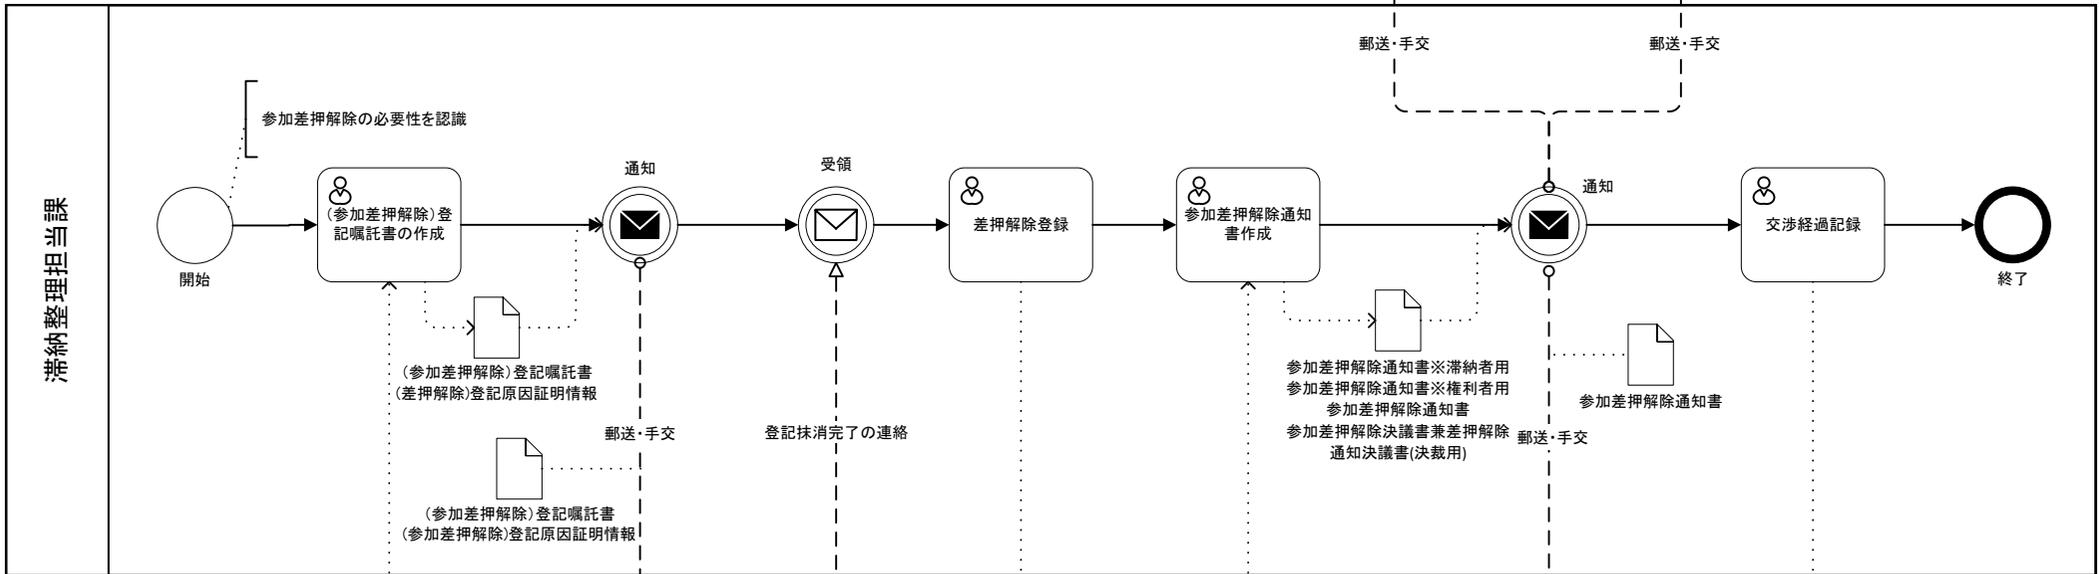 滞納整理担当課
郵送・手交
郵送・手交
参加差押解除の必要性を認識
開始
（参加差押解除）登
記嘱託書の作成
通知
受領
差押解除登録
参加差押解除通知
書作成
通知
交渉経過記録
終了
（参加差押解除）登記嘱託書
(差押解除)登記原因証明情報
（参加差押解除）登記嘱託書
(参加差押解除)登記原因証明情報
郵送・手交
登記抹消完了の連絡
参加差押解除通知書※滞納者用
参加差押解除通知書※権利者用
参加差押解除通知書
参加差押解除決議書兼差押解除
通知決議書(決裁用)
郵送・手交
参加差押解除通知書